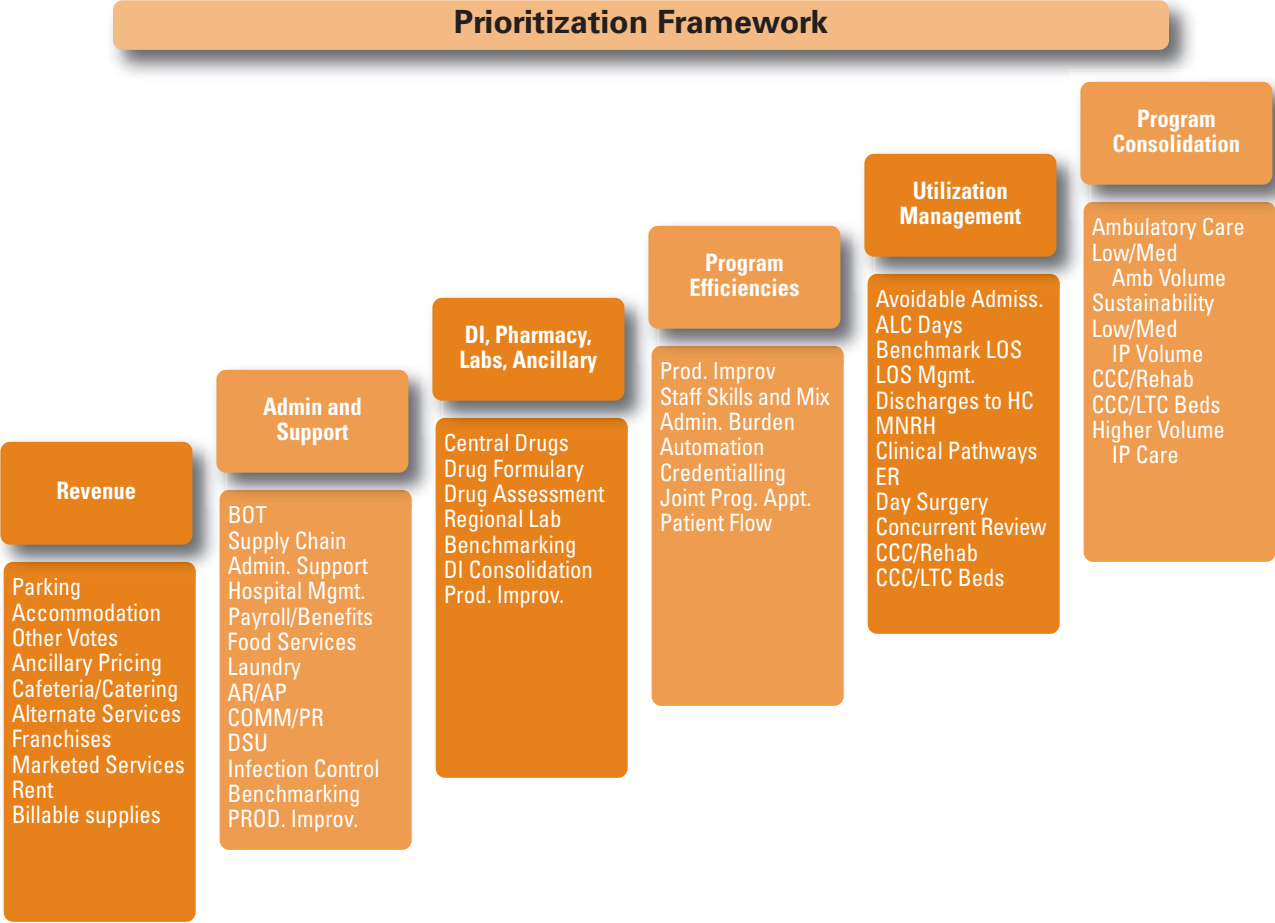 Prioritization Framework
Revenue
Parking
Accommodation
Other Votes
Ancillary Pricing
Cafeteria/Catering
Alternate Services
Franchises
Marketed Services
Rent
Billable supplies
Admin and
Support
BOT
Supply Chain
Admin. Support
Hospital Mgmt.
Payroll/Benefits
Food Services
Laundry
AR/AP
COMM/PR
DSU
Infection Control
Benchmarking
PROD. Improv.
DI, Pharmacy,
Labs, Ancillary
Central Drugs
Drug Formulary
Drug Assessment
Regional Lab
Benchmarking
DI Consolidation
Prod. Improv.
Program
Efficiencies
Prod. Improv
Staff Skills and Mix
Admin. Burden
Automation
Credentialling
Joint Prog. Appt.
Patient Flow
Utilization
Management
Avoidable Admiss.
ALC Days
Benchmark LOS
LOS Mgmt.
Discharges to HC
MNRH
Clinical Pathways
ER
Day Surgery
Concurrent Review
CCC/Rehab
CCC/LTC Beds
Program
Consolidation
Ambulatory Care
Low/Med
Amb Volume
Sustainability
Low/Med
IP Volume
CCC/Rehab
CCC/LTC Beds
Higher Volume
IP Care